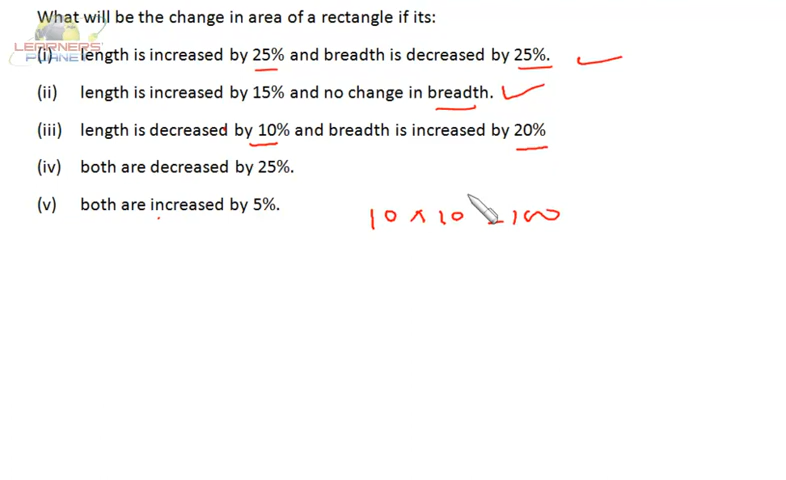 What will be the change in area of a rectangle if its:
LEARNERS'
PLANET
(i) length is increased by 25% and breadth is decreased by 25%.
(ii) length is increased by 15% and no change in breadth.
(iii) length is decreased by 10% and breadth is increased by 20%
(iv) both are decreased by 25%.
(v) both are increased by 5%.
10 × 10 = 100